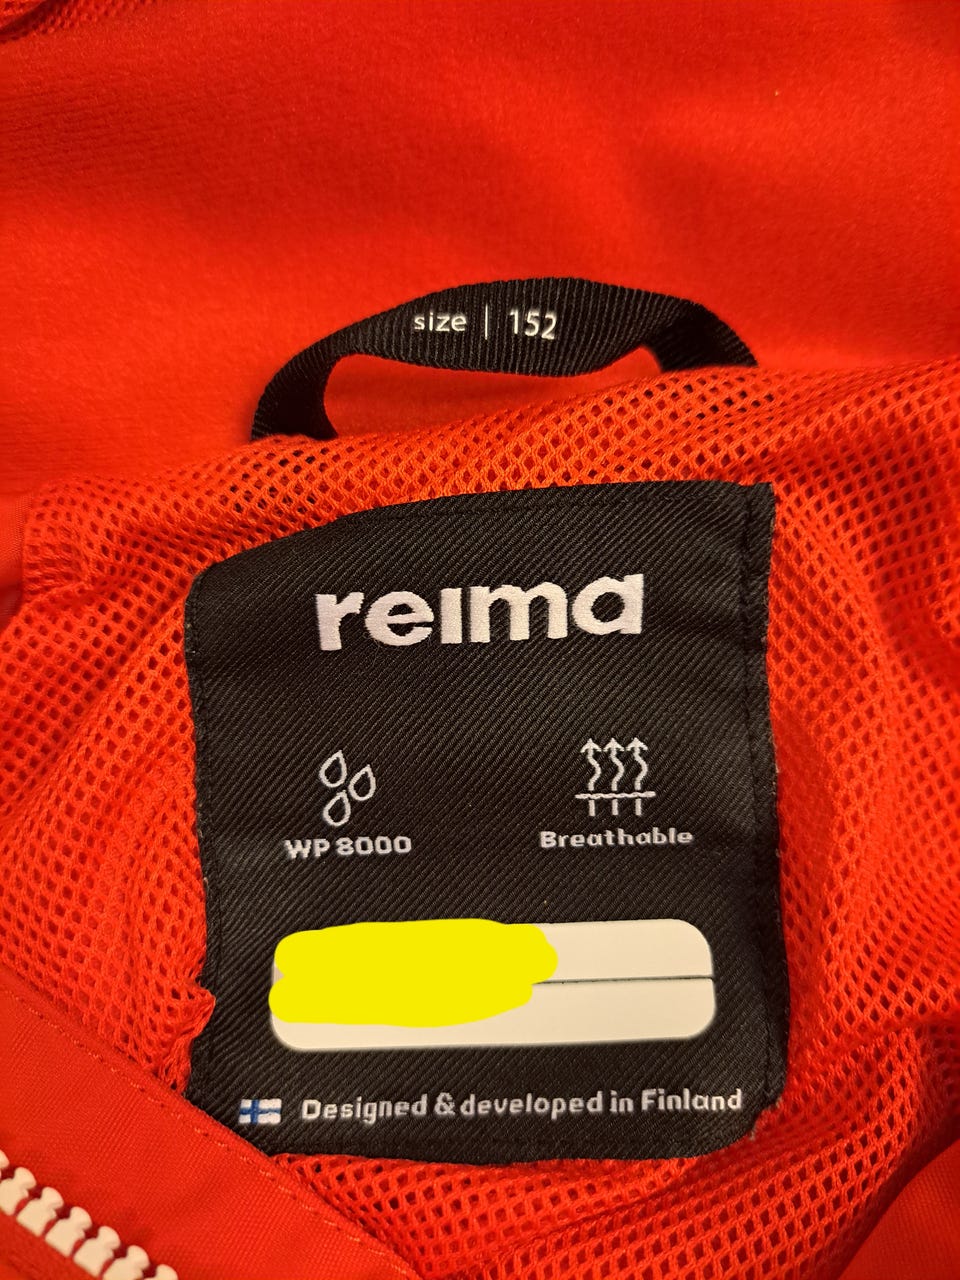 size | 152
reima
WP 8000
Breathable
Designed & developed in Finland